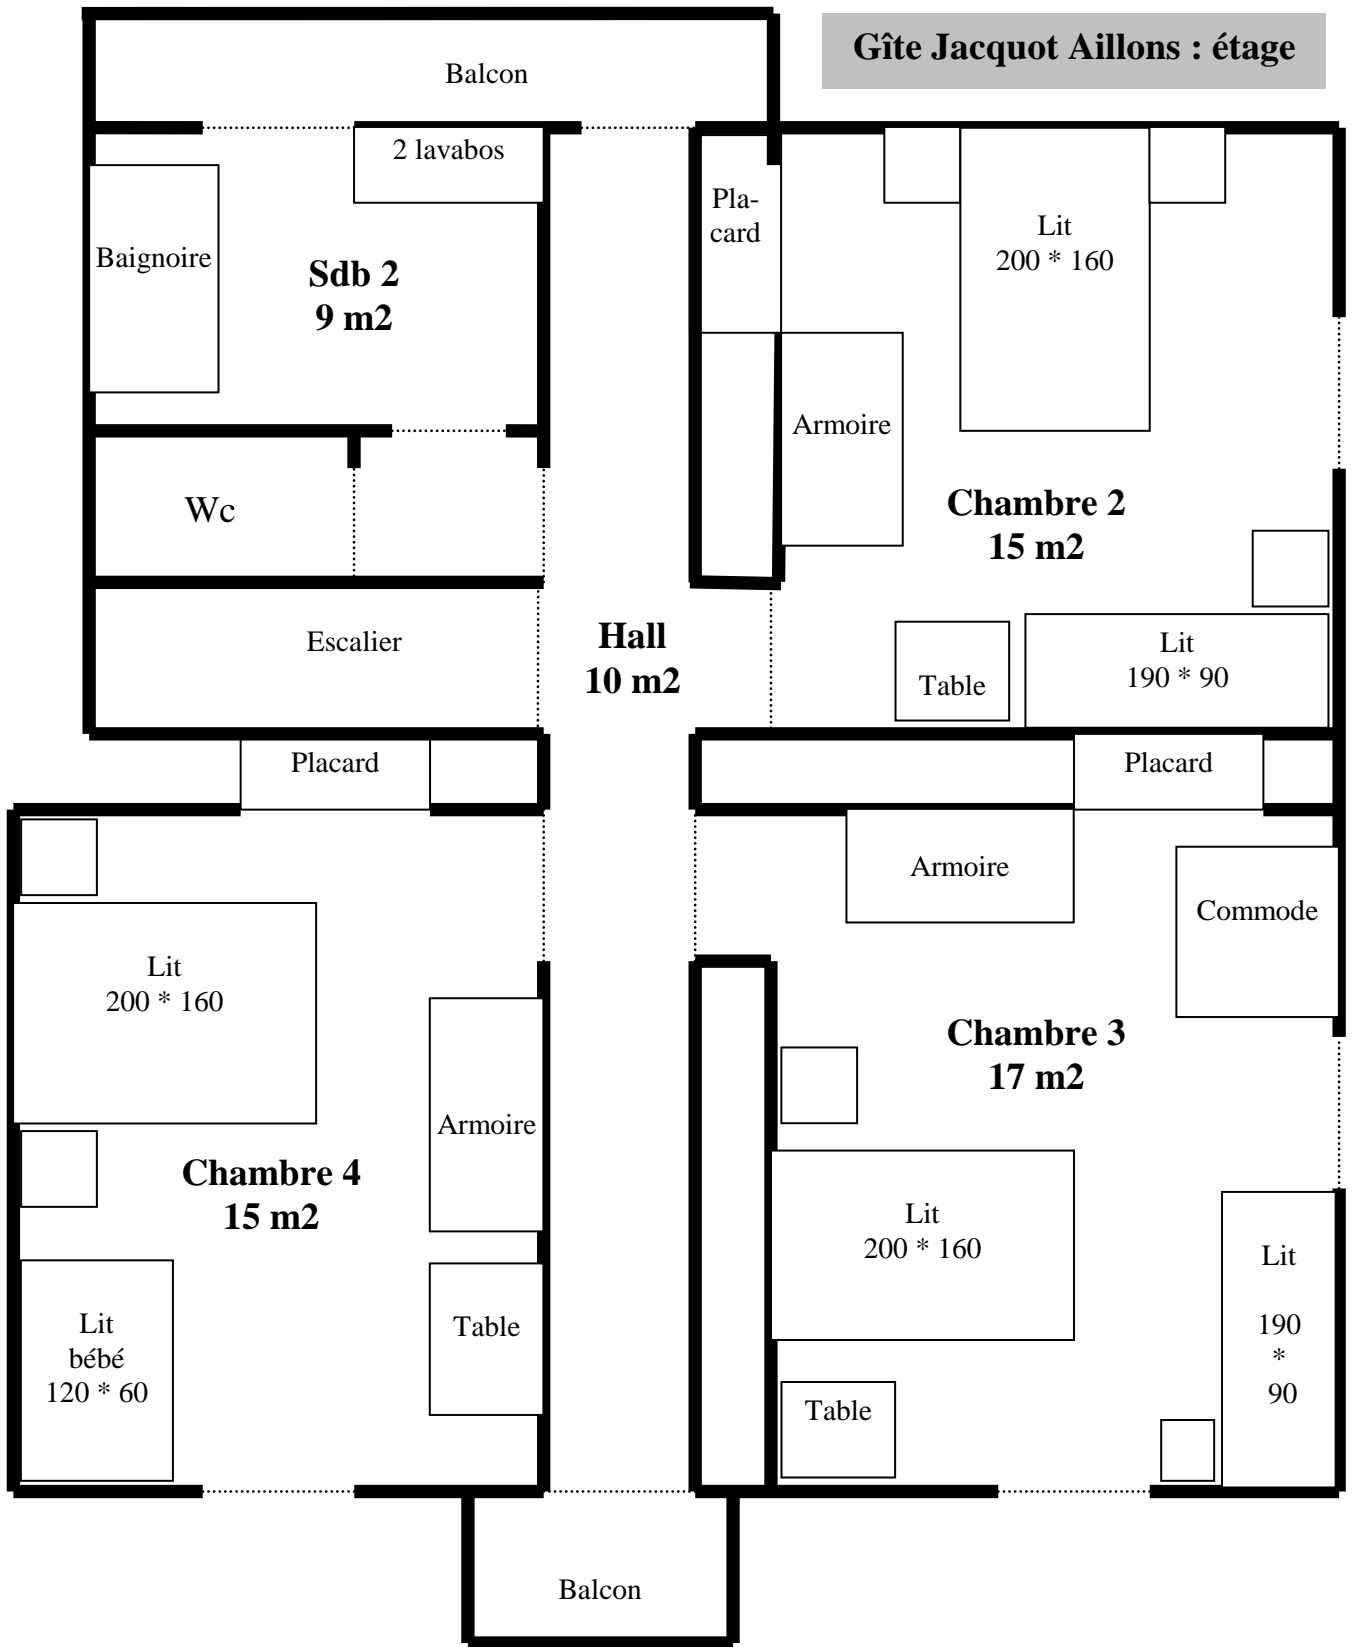 Gîte Jacquot Aillons : étage
Balcon
2 lavabos
Pla-
card
Lit
200 * 160
Baignoire
Sdb 2
9 m2
Armoire
Wc
Chambre 2
15 m2
Escalier
Hall
10 m2
Table
Lit
190 * 90
Placard
Placard
Armoire
Commode
Lit
200 * 160
Chambre 3
17 m2
Armoire
Chambre 4
15 m2
Lit
200 * 160
Lit
190
*
90
Lit
bébé
120 * 60
Table
Table
Balcon